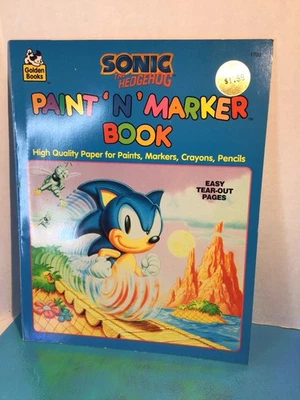 Golden
Books
SONIC
THE HEDGEHOG
PAINT 'N' MARKER
BOOK
High Quality Paper for Paints, Markers, Crayons, Pencils
EASY
TEAR-OUT
PAGES